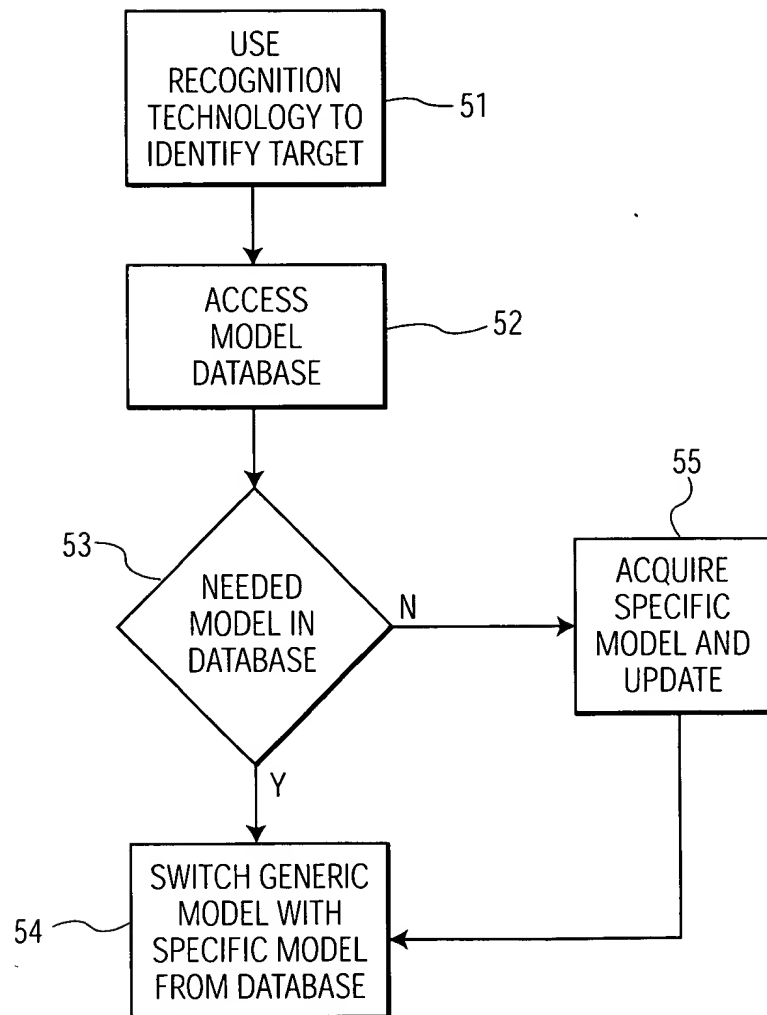 USE
RECOGNITION
TECHNOLOGY TO
IDENTIFY TARGET
51
ACCESS
MODEL
DATABASE
52
53
NEEDED
MODEL IN
DATABASE
N
Y
55
ACQUIRE
SPECIFIC
MODEL AND
UPDATE
54
SWITCH GENERIC
MODEL WITH
SPECIFIC MODEL
FROM DATABASE